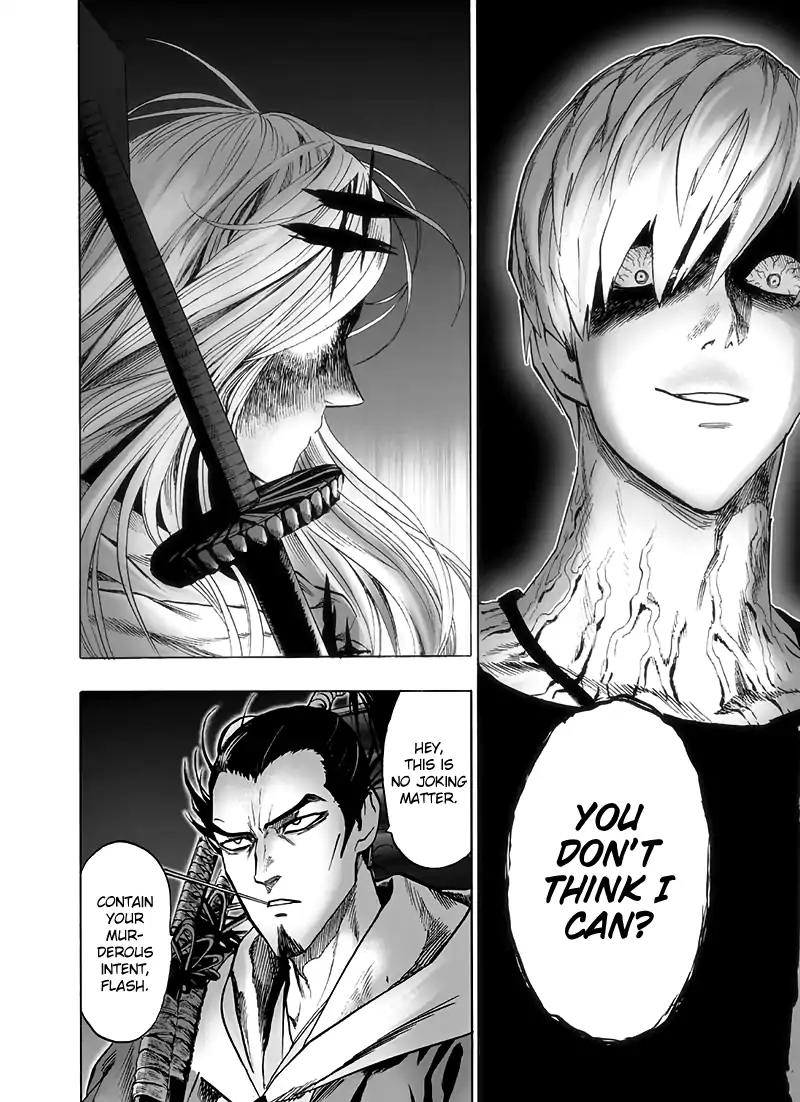 YOU
DON'T
THINK I
CAN?
HEY,
THIS IS
NO JOKING
MATTER.
CONTAIN
YOUR
MUR-
DEROUS
INTENT,
FLASH.